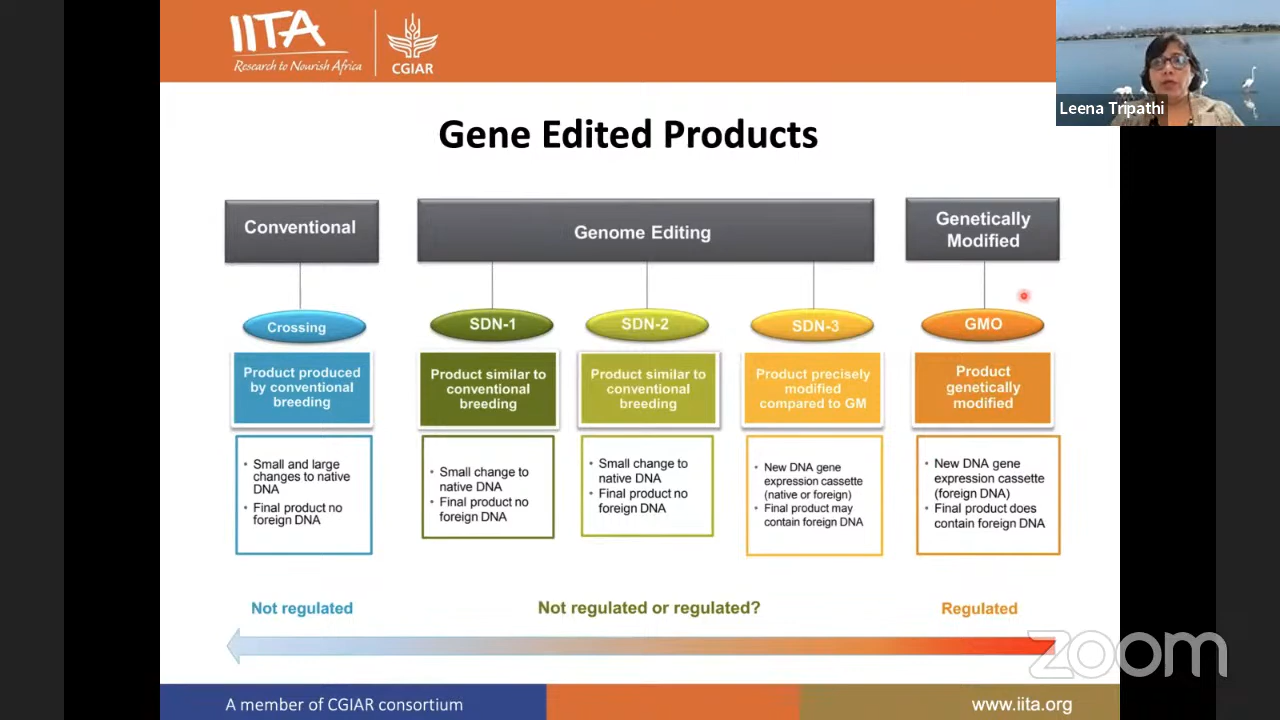 IITA
Research to Nourish Africa
CGIAR
Leena Tripathi
Gene Edited Products
Conventional
Genome Editing
Genetically
Modified
Crossing
SDN-1
SDN-2
SDN-3
GMO
Product produced
by conventional
breeding
Product similar to
conventional
breeding
Product similar to
conventional
breeding
Product precisely
modified
compared to GM
Product
genetically
modified
• Small and large
changes to native
DNA
• Final product no
foreign DNA
• Small change to
native DNA
• Final product no
foreign DNA
• Small change to
native DNA
• Final product no
foreign DNA
• New DNA gene
expression cassette
(native or foreign)
• Final product may
contain foreign DNA
• New DNA gene
expression cassette
(foreign DNA)
• Final product does
contain foreign DNA
Not regulated
Not regulated or regulated?
Regulated
zoom
A member of CGIAR consortium
www.iita.org